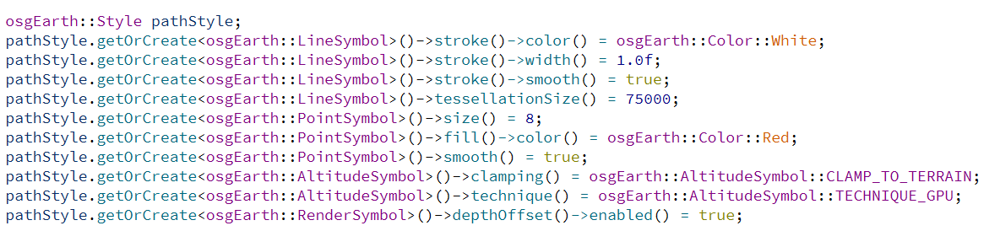 osgEarth::Style pathStyle;
pathStyle.getOrCreate<osgEarth::LineSymbol>()->stroke()->color() = osgEarth::Color::White;
pathStyle.getOrCreate<osgEarth::LineSymbol>()->stroke()->width() = 1.0f;
pathStyle.getOrCreate<osgEarth::LineSymbol>()->stroke()->smooth() = true;
pathStyle.getOrCreate<osgEarth::LineSymbol>()->tessellationSize() = 75000;
pathStyle.getOrCreate<osgEarth::PointSymbol>()->size() = 8;
pathStyle.getOrCreate<osgEarth::PointSymbol>()->fill()->color() = osgEarth::Color::Red;
pathStyle.getOrCreate<osgEarth::PointSymbol>()->smooth() = true;
pathStyle.getOrCreate<osgEarth::AltitudeSymbol>()->clamping() = osgEarth::AltitudeSymbol::CLAMP_TO_TERRAIN;
pathStyle.getOrCreate<osgEarth::AltitudeSymbol>()->technique() = osgEarth::AltitudeSymbol::TECHNIQUE_GPU;
pathStyle.getOrCreate<osgEarth::RenderSymbol>()->depthOffset()->enabled() = true;